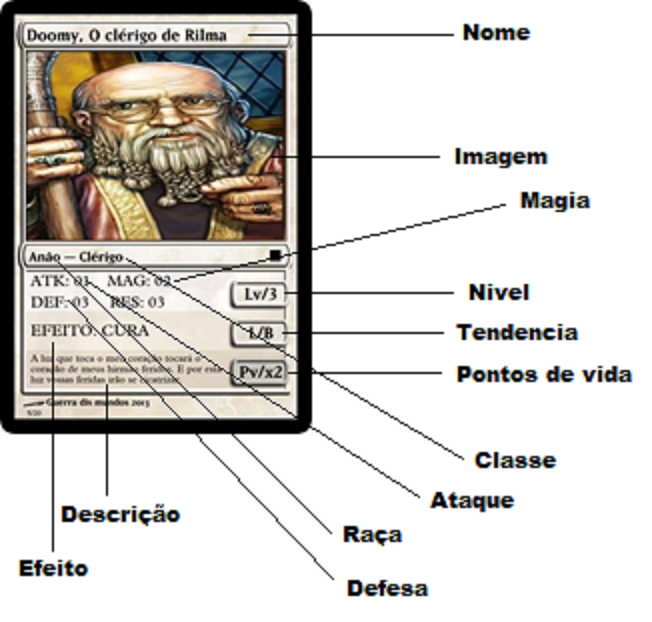 Doomy, O clérigo de Rilma
Nome
Imagem
Magia
Anão — Clérigo
ATK: 01 MAG: 02
DEF: 03 RES: 03
Lv/3
Nivel
EFEITO: CURA
L/B
Tendencia
A luz que toca o meu coração tocará o
coração de meus irmão feridos. E por esta
luz vossas feridas irão se cicatrizar.
Pv/x2
Pontos de vida
Guerra dis mundos 2013
Classe
Ataque
Descrição
Raça
Efeito
Defesa